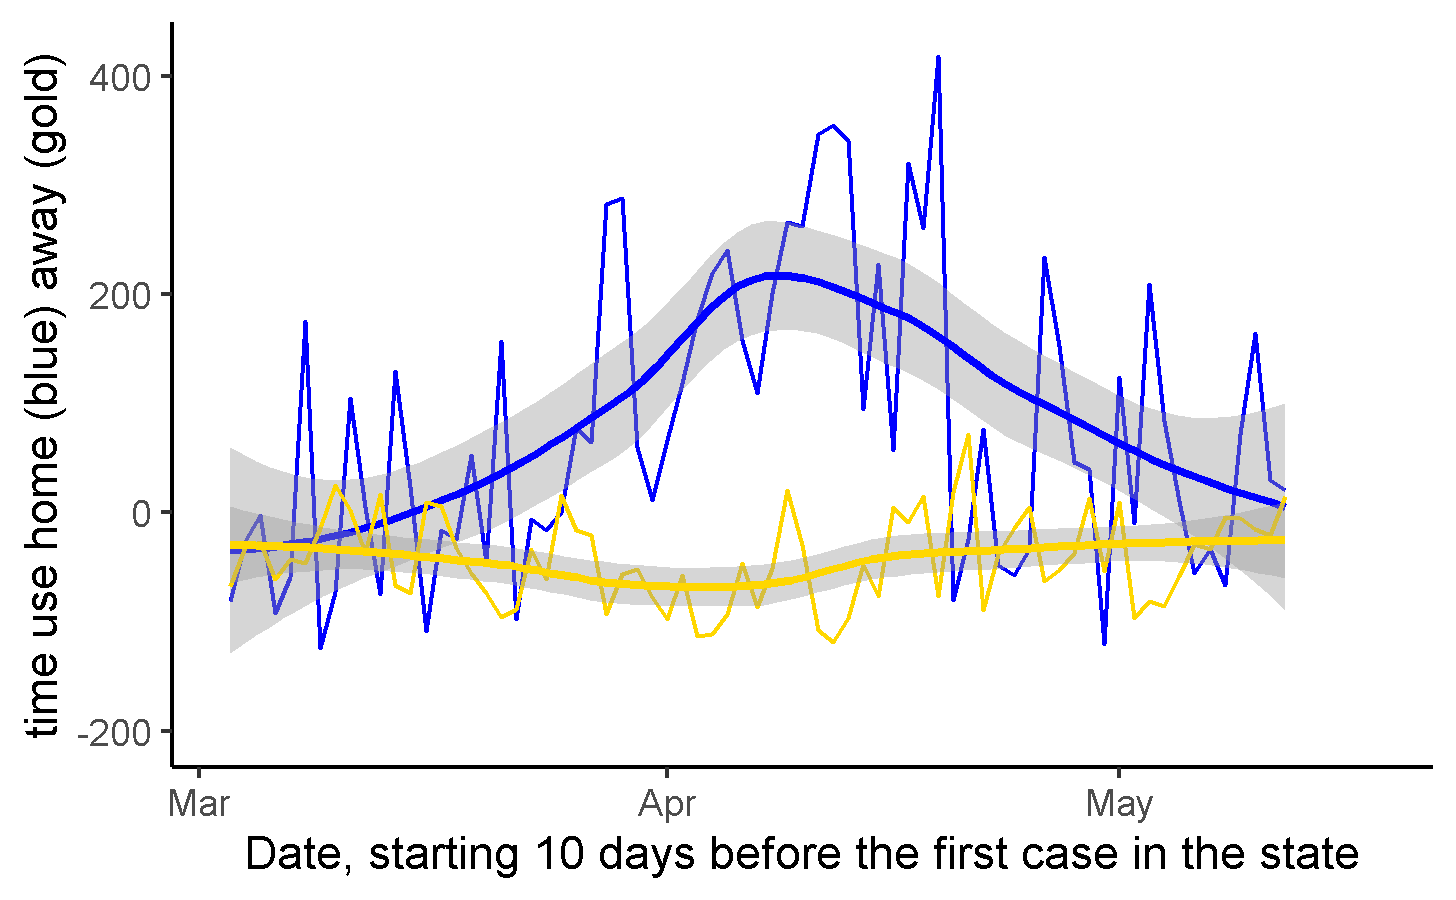 time use home (blue) away (gold)
400
200
0
-200
Mar
Apr
May
Date, starting 10 days before the first case in the state